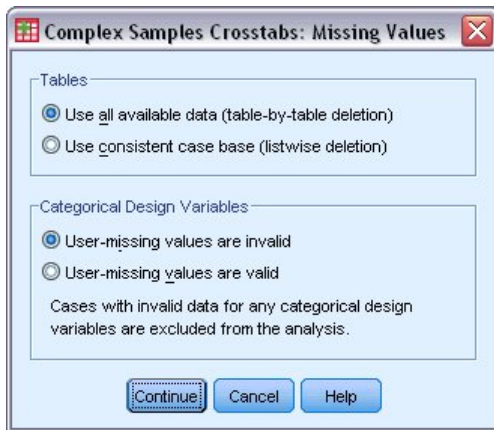 Complex Samples Crosstabs: Missing Values
Tables
Use all available data (table-by-table deletion)
Use consistent case base (listwise deletion)
Categorical Design Variables
User-missing values are invalid
User-missing values are valid
Cases with invalid data for any categorical design
variables are excluded from the analysis.
Continue Cancel Help